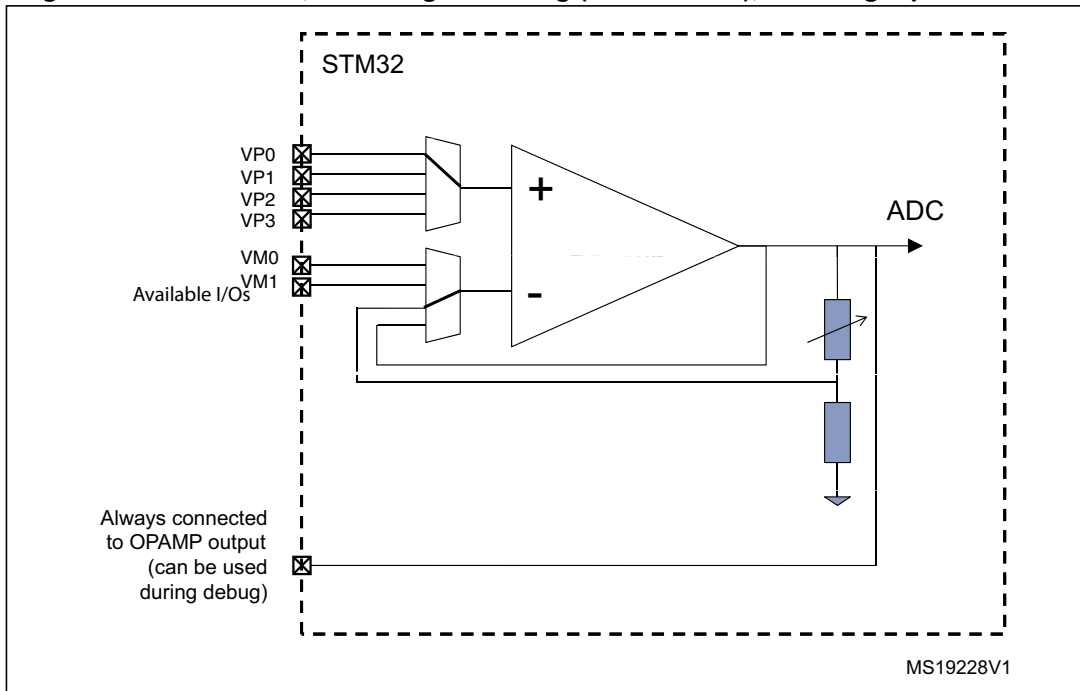 STM32
VP0
VP1
VP2
VP3
VM0
VM1
Available I/Os
+
-
ADC
Always connected
to OPAMP output
(can be used
during debug)
MS19228V1